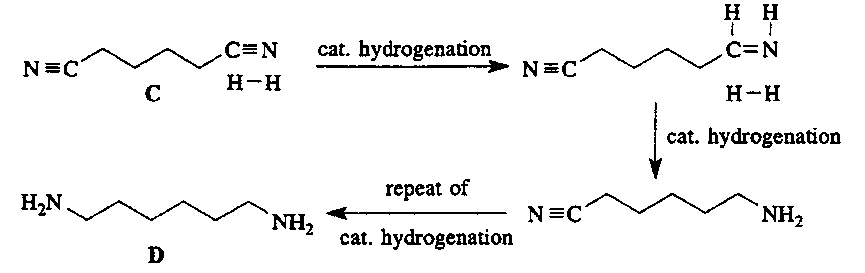 N≡C C≡N
H–H
C
cat. hydrogenation
H H
N≡C C=N
H–H
cat. hydrogenation
N≡C NH₂
repeat of
cat. hydrogenation
H₂N NH₂
D